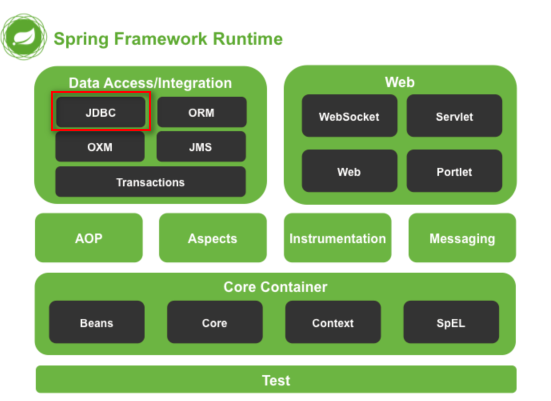 Spring Framework Runtime
Data Access/Integration
JDBC
ORM
OXM
JMS
Transactions
Web
WebSocket
Servlet
Web
Portlet
AOP
Aspects
Instrumentation
Messaging
Core Container
Beans
Core
Context
SpEL
Test